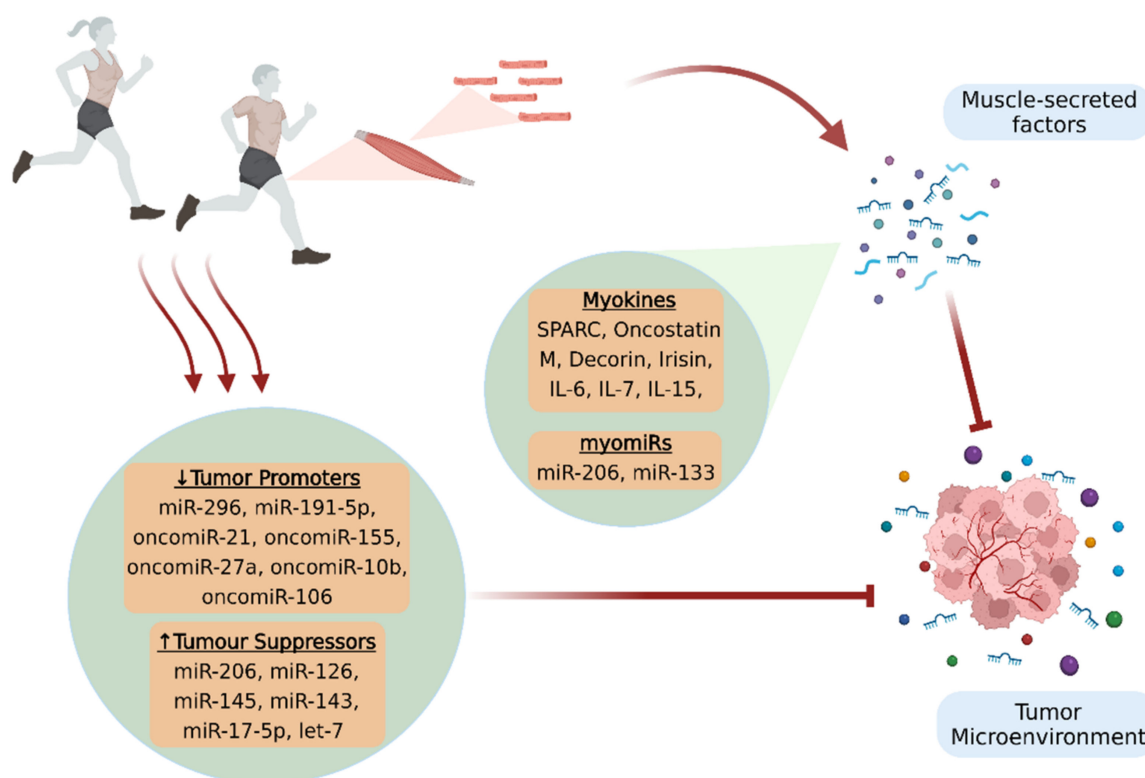 Muscle-secreted
factors
Myokines
SPARC, Oncostatin
M, Decorin, Irisin,
IL-6, IL-7, IL-15,
myomiRs
miR-206, miR-133
↓Tumor Promoters
miR-296, miR-191-5p,
oncomiR-21, oncomiR-155,
oncomiR-27a, oncomiR-10b,
oncomiR-106
↑Tumour Suppressors
miR-206, miR-126,
miR-145, miR-143,
miR-17-5p, let-7
Tumor
Microenvironment